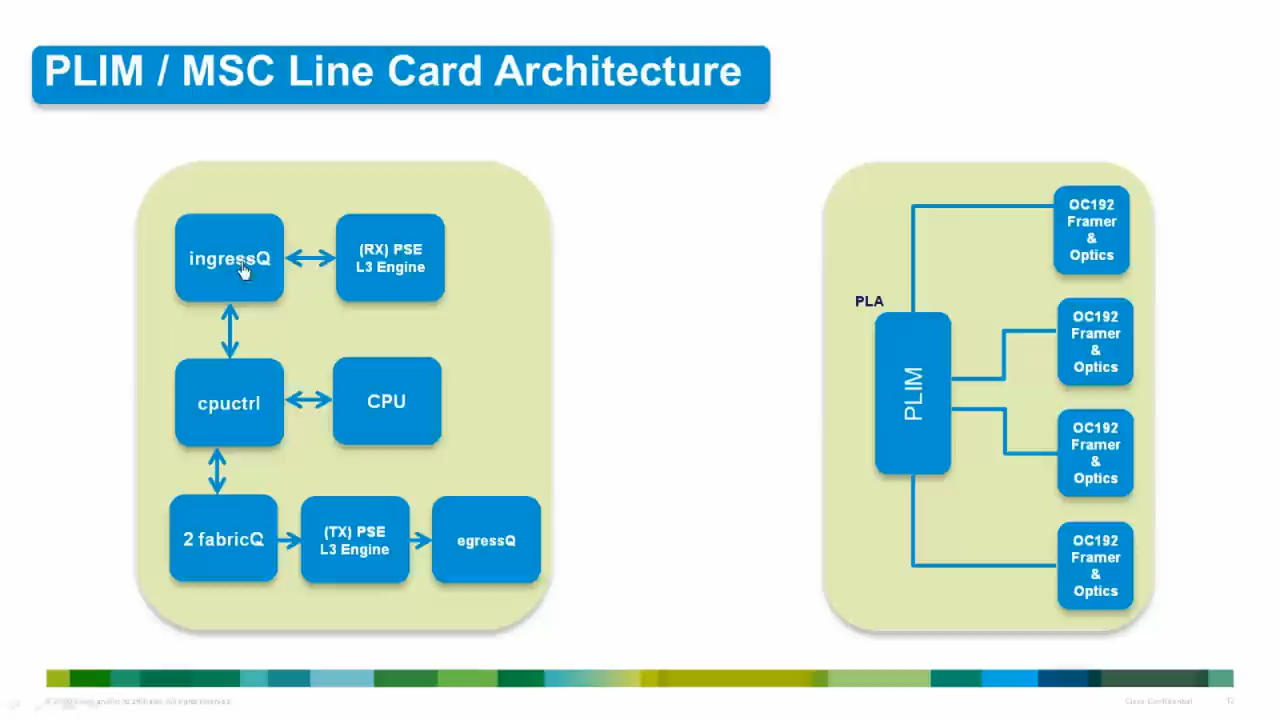 PLIM / MSC Line Card Architecture
ingressQ
(RX) PSE
L3 Engine
cpuctrl
CPU
2 fabricQ
(TX) PSE
L3 Engine
egressQ
PLA
PLIM
OC192
Framer
&
Optics
OC192
Framer
&
Optics
OC192
Framer
&
Optics
OC192
Framer
&
Optics
Cisco Confidential